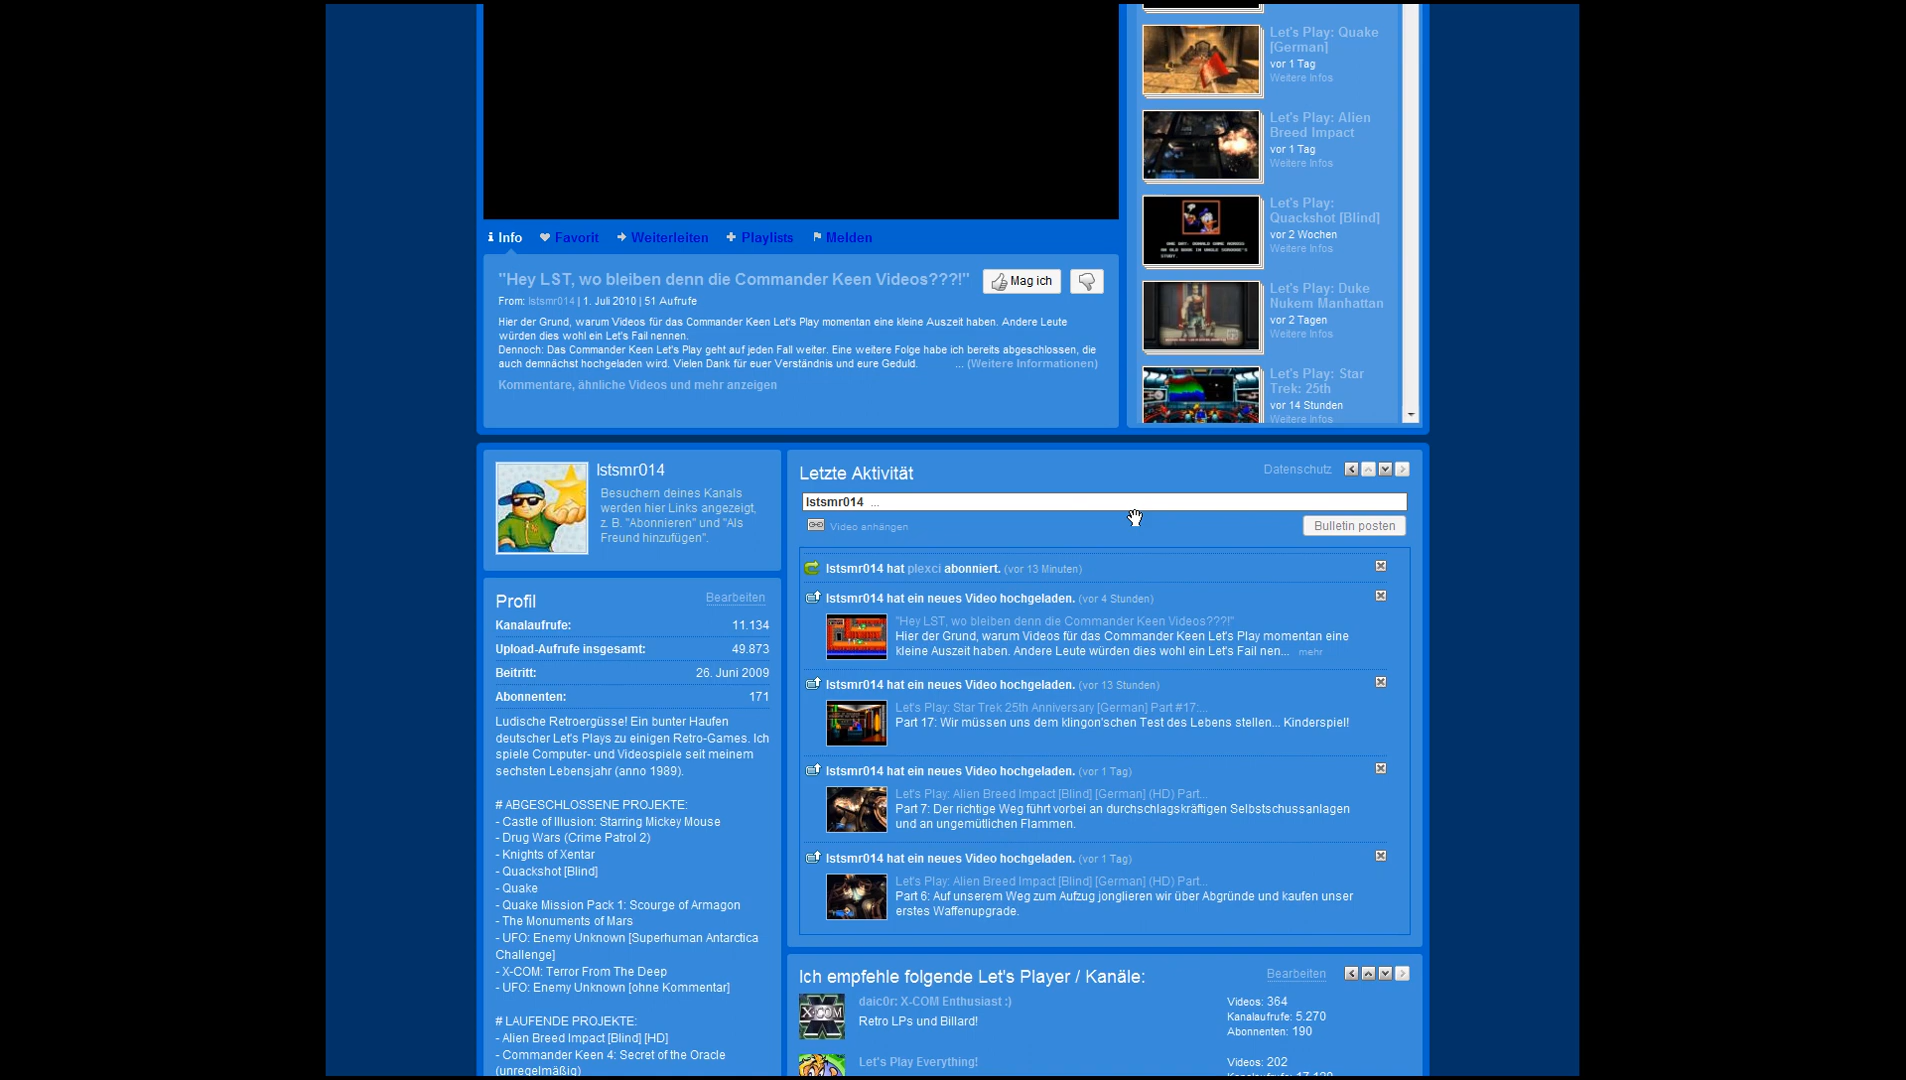 Let's Play: Quake
[German]
vor 1 Tag
Weitere Infos
Let's Play: Alien
Breed Impact
vor 1 Tag
Weitere Infos
Let's Play:
Quackshot [Blind]
vor 2 Wochen
Weitere Infos
Let's Play: Duke
Nukem Manhattan
vor 2 Tagen
Weitere Infos
Let's Play: Star
Trek: 25th
vor 14 Stunden
Weitere Infos
Info Favorit Weiterleiten Playlists Melden
"Hey LST, wo bleiben denn die Commander Keen Videos???!" Mag ich
From: lstsmr014 | 1. Juli 2010 | 51 Aufrufe
Hier der Grund, warum Videos für das Commander Keen Let's Play momentan eine kleine Auszeit haben. Andere Leute
würden dies wohl ein Let's Fail nennen.
Dennoch: Das Commander Keen Let's Play geht auf jeden Fall weiter. Eine weitere Folge habe ich bereits abgeschlossen, die
auch demnächst hochgeladen wird. Vielen Dank für euer Verständnis und eure Geduld. ... (Weitere Informationen)
Kommentare, ähnliche Videos und mehr anzeigen
lstsmr014
Besuchern deines Kanals
werden hier Links angezeigt,
z. B. "Abonnieren" und "Als
Freund hinzufügen".
Profil Bearbeiten
Kanalaufrufe: 11.134
Upload-Aufrufe insgesamt: 49.873
Beitritt: 26. Juni 2009
Abonnenten: 171
Ludische Retroergüsse! Ein bunter Haufen
deutscher Let's Plays zu einigen Retro-Games. Ich
spiele Computer- und Videospiele seit meinem
sechsten Lebensjahr (anno 1989).
# ABGESCHLOSSENE PROJEKTE:
- Castle of Illusion: Starring Mickey Mouse
- Drug Wars (Crime Patrol 2)
- Knights of Xentar
- Quackshot [Blind]
- Quake
- Quake Mission Pack 1: Scourge of Armagon
- The Monuments of Mars
- UFO: Enemy Unknown [Superhuman Antarctica
Challenge]
- X-COM: Terror From The Deep
- UFO: Enemy Unknown [ohne Kommentar]
# LAUFENDE PROJEKTE:
- Alien Breed Impact [Blind] [HD]
- Commander Keen 4: Secret of the Oracle
(unregelmäßig)
Letzte Aktivität Datenschutz
lstsmr014 ...
Video anhängen Bulletin posten
lstsmr014 hat plexci abonniert. (vor 13 Minuten)
lstsmr014 hat ein neues Video hochgeladen. (vor 4 Stunden)
"Hey LST, wo bleiben denn die Commander Keen Videos???!"
Hier der Grund, warum Videos für das Commander Keen Let's Play momentan eine
kleine Auszeit haben. Andere Leute würden dies wohl ein Let's Fail nen... mehr
lstsmr014 hat ein neues Video hochgeladen. (vor 13 Stunden)
Let's Play: Star Trek 25th Anniversary [German] Part #17:...
Part 17: Wir müssen uns dem klingon'schen Test des Lebens stellen... Kinderspiel!
lstsmr014 hat ein neues Video hochgeladen. (vor 1 Tag)
Let's Play: Alien Breed Impact [Blind] [German] (HD) Part...
Part 7: Der richtige Weg führt vorbei an durchschlagskräftigen Selbstschussanlagen
und an ungemütlichen Flammen.
lstsmr014 hat ein neues Video hochgeladen. (vor 1 Tag)
Let's Play: Alien Breed Impact [Blind] [German] (HD) Part...
Part 6: Auf unserem Weg zum Aufzug jonglieren wir über Abgründe und kaufen unser
erstes Waffenupgrade.
Ich empfehle folgende Let's Player / Kanäle: Bearbeiten
X-COM
daic0r: X-COM Enthusiast :)
Retro LPs und Billard!
Videos: 364
Kanalaufrufe: 5.270
Abonnenten: 190
Let's Play Everything!
Videos: 202